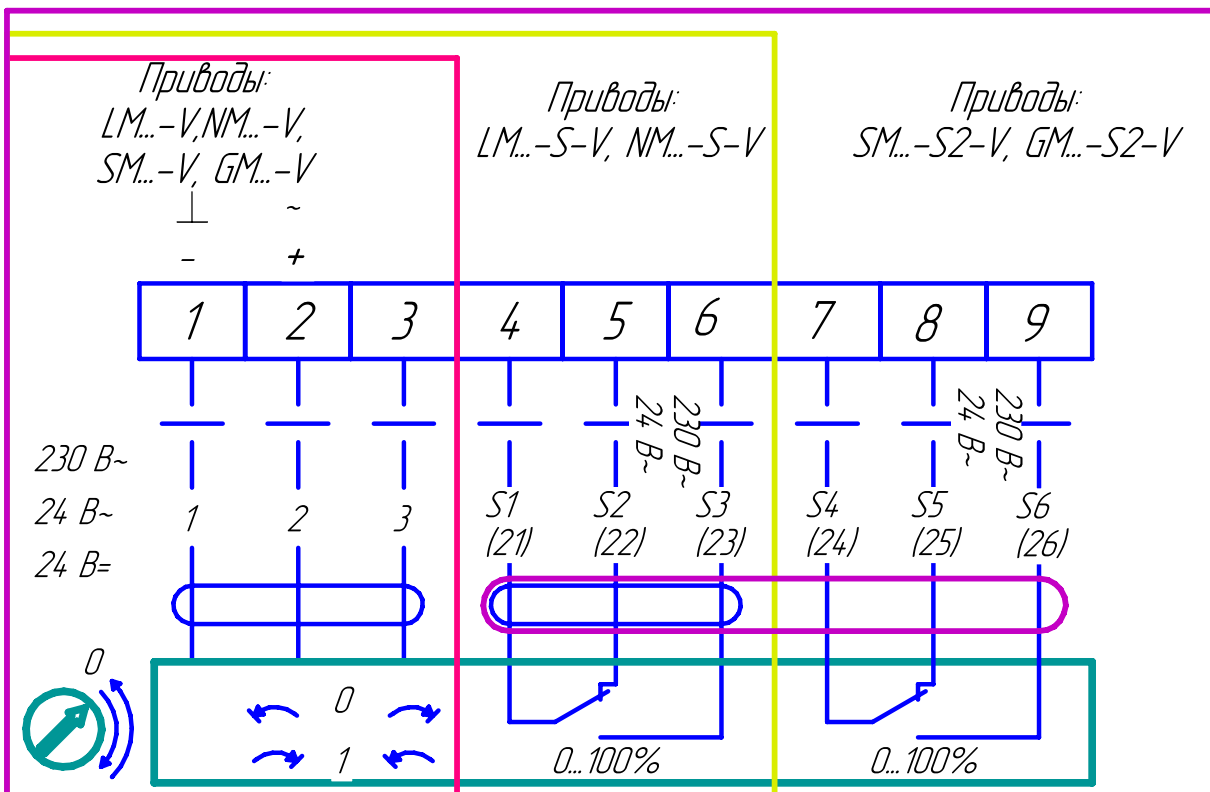 Приводы:
LM...-V,NM...-V,
SM...-V, GM...-V
Приводы:
LM...-S-V, NM...-S-V
Приводы:
SM...-S2-V, GM...-S2-V
~
- +
1 2 3 4 5 6 7 8 9
230 В~
24 В~
230 В~
24 В~
230 В~
24 В~
24 В=
1 2 3
S1 S2 S3 S4 S5 S6
(21) (22) (23) (24) (25) (26)
0
0
1
0...100% 0...100%